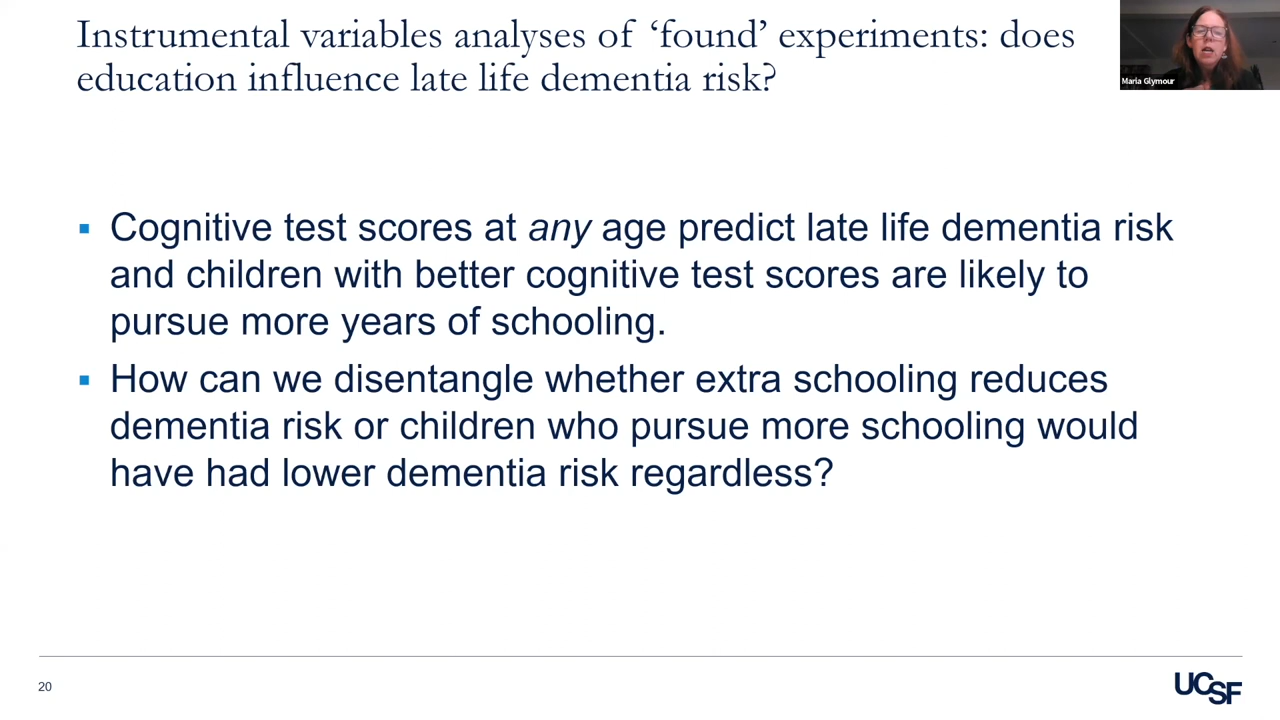 Instrumental variables analyses of ‘found’ experiments: does
education influence late life dementia risk?
Maria Glymour
▪ Cognitive test scores at any age predict late life dementia risk
and children with better cognitive test scores are likely to
pursue more years of schooling.
▪ How can we disentangle whether extra schooling reduces
dementia risk or children who pursue more schooling would
have had lower dementia risk regardless?
20
UCSF